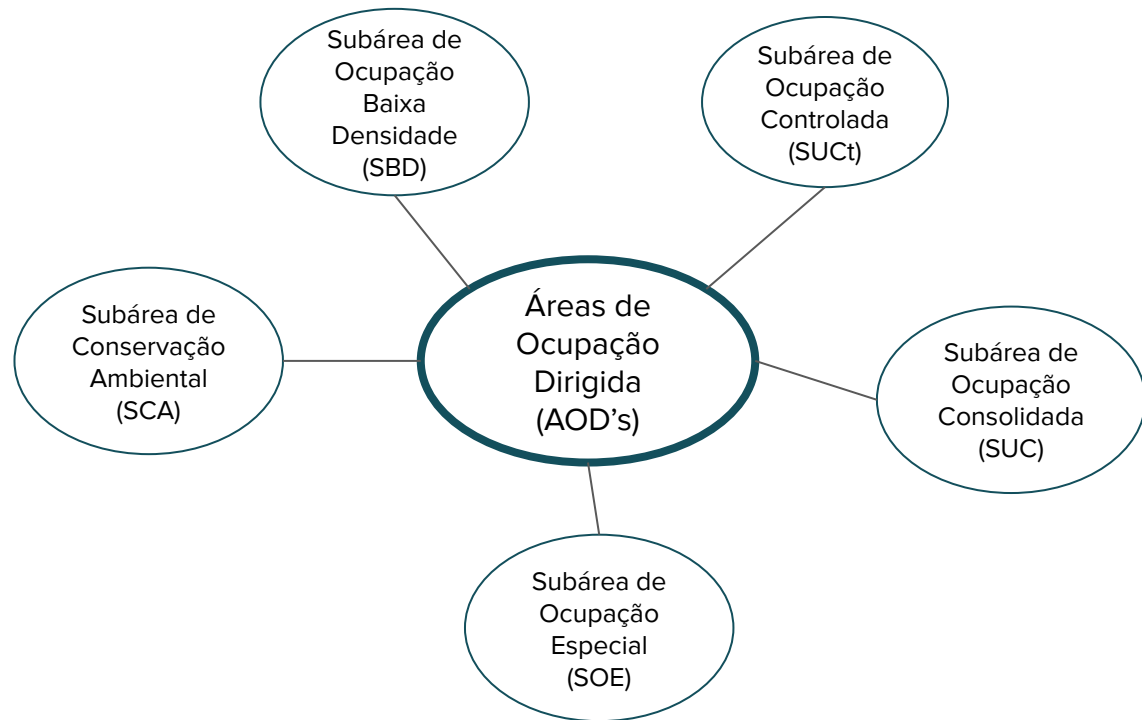 Subárea de
Ocupação
Baixa
Densidade
(SBD)
Subárea de
Ocupação
Controlada
(SUCt)
Áreas de
Ocupação
Dirigida
(AOD's)
Subárea de
Conservação
Ambiental
(SCA)
Subárea de
Ocupação
Consolidada
(SUC)
Subárea de
Ocupação
Especial
(SOE)